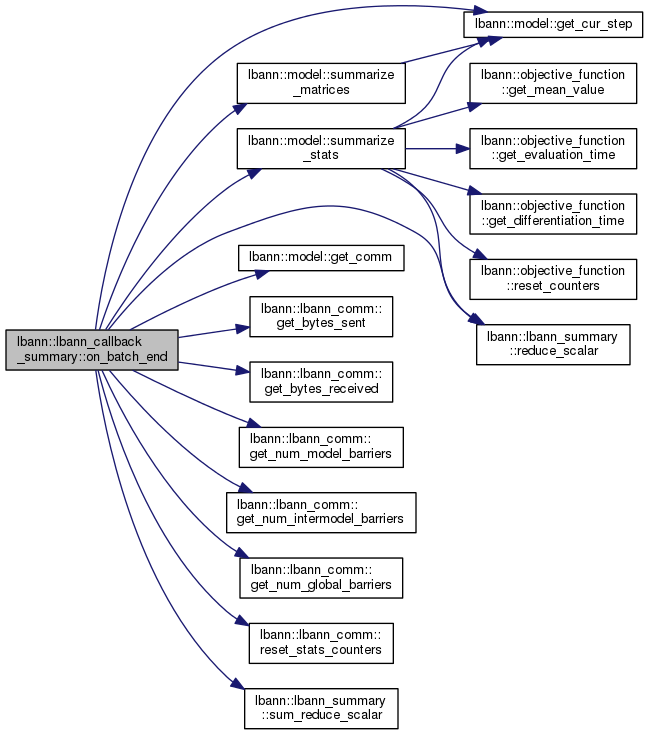 lbann::model::get_cur_step
lbann::model::summarize
_matrices
lbann::objective_function
::get_mean_value
lbann::model::summarize
_stats
lbann::objective_function
::get_evaluation_time
lbann::objective_function
::get_differentiation_time
lbann::model::get_comm
lbann::objective_function
::reset_counters
lbann::lbann_comm::
get_bytes_sent
lbann::lbann_callback
_summary::on_batch_end
lbann::lbann_summary
::reduce_scalar
lbann::lbann_comm::
get_bytes_received
lbann::lbann_comm::
get_num_model_barriers
lbann::lbann_comm::
get_num_intermodel_barriers
lbann::lbann_comm::
get_num_global_barriers
lbann::lbann_comm::
reset_stats_counters
lbann::lbann_summary
::sum_reduce_scalar